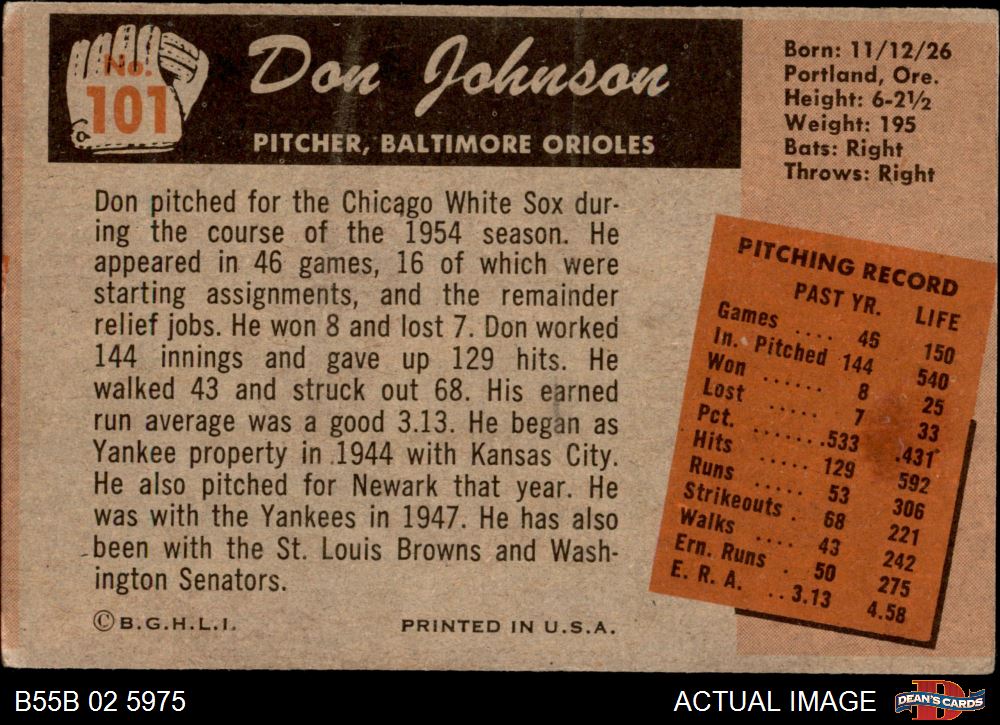 No.
101
Don Johnson
PITCHER, BALTIMORE ORIOLES
Born: 11/12/26
Portland, Ore.
Height: 6-2½
Weight: 195
Bats: Right
Throws: Right
Don pitched for the Chicago White Sox dur-
ing the course of the 1954 season. He
appeared in 46 games, 16 of which were
starting assignments, and the remainder
relief jobs. He won 8 and lost 7. Don worked
144 innings and gave up 129 hits. He
walked 43 and struck out 68. His earned
run average was a good 3.13. He began as
Yankee property in 1944 with Kansas City.
He also pitched for Newark that year. He
was with the Yankees in 1947. He has also
been with the St. Louis Browns and Wash-
ington Senators.
© B.G.H.L.I. PRINTED IN U.S.A.
PITCHING RECORD
PAST YR. LIFE
Games .... 46 150
In. Pitched 144 540
Won ...... 8 25
Lost ..... 7 33
Pct. ....... .533 .431
Hits ..... 129 592
Runs ..... 53 306
Strikeouts . 68 221
Walks .... 43 242
Ern. Runs . 50 275
E. R. A. .. 3.13 4.58
B55B 02 5975 ACTUAL IMAGE
D
DEAN'S CARDS